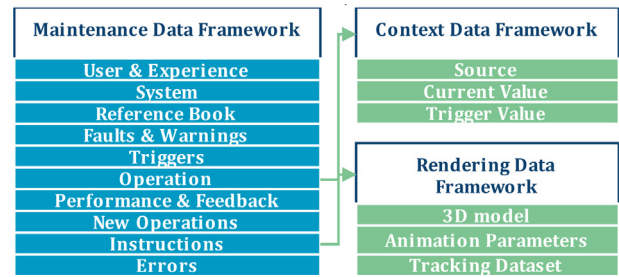 Maintenance Data Framework
User & Experience
System
Reference Book
Faults & Warnings
Triggers
Operation
Performance & Feedback
New Operations
Instructions
Errors
Context Data Framework
Source
Current Value
Trigger Value
Rendering Data
Framework
3D model
Animation Parameters
Tracking Dataset